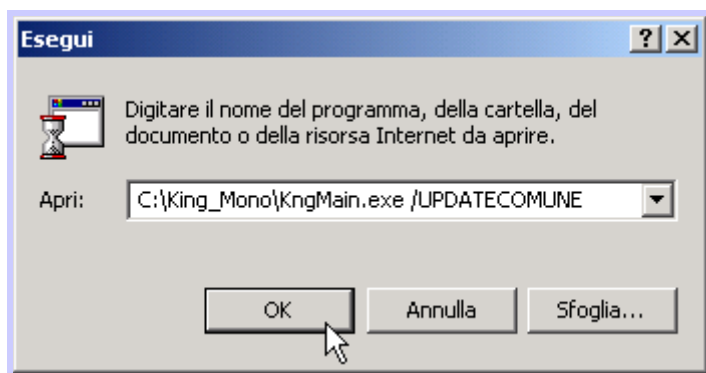 Esegui
Digitare il nome del programma, della cartella, del
documento o della risorsa Internet da aprire.
Apri: C:\King_Mono\KngMain.exe /UPDATECOMUNE
OK Annulla Sfoglia...